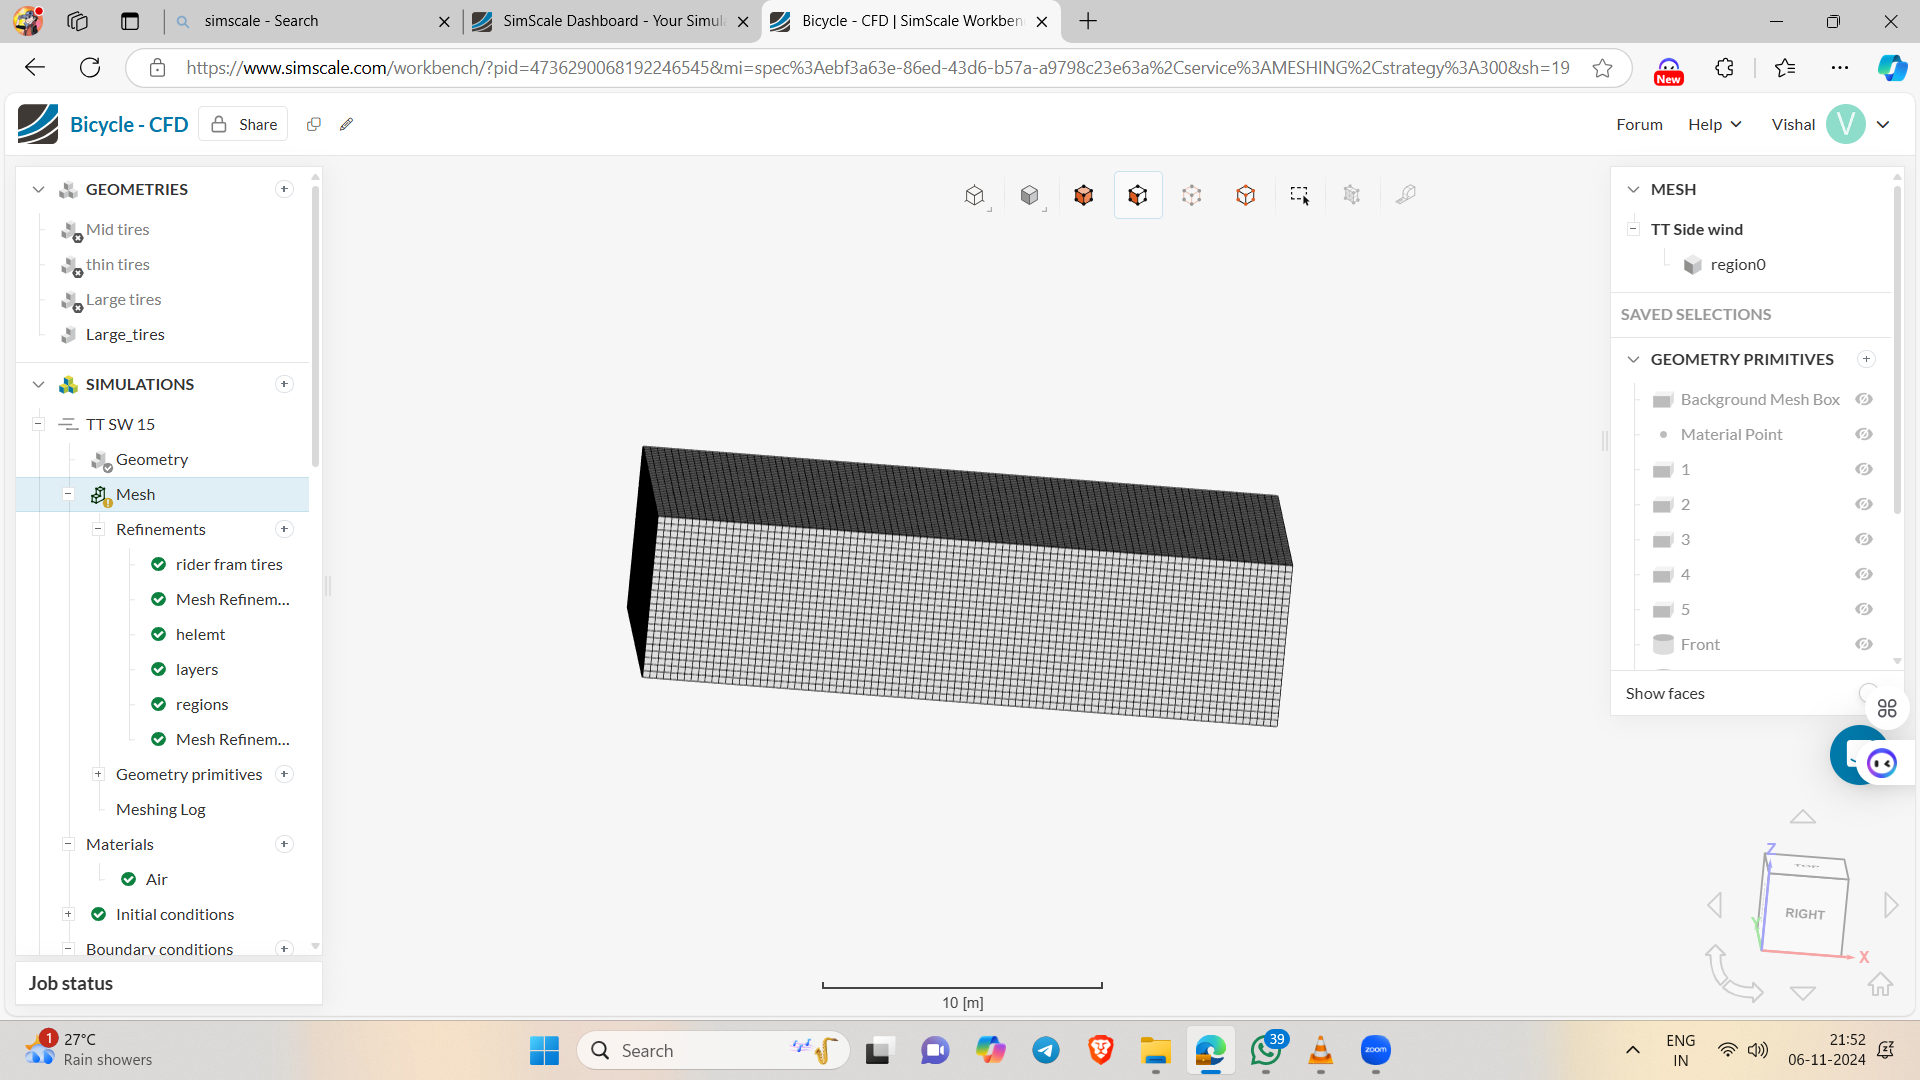 simscale - Search
SimScale Dashboard - Your Simul
Bicycle - CFD | SimScale Workben
https://www.simscale.com/workbench/?pid=4736290068192246545&mi=spec%3Aebf3a63e-86ed-43d6-b57a-a9798c23e63a%2Cservice%3AMESHING%2Cstrategy%3A300&sh=19
New
Bicycle - CFD
Share
Forum
Help
Vishal
V
GEOMETRIES
Mid tires
thin tires
Large tires
Large_tires
SIMULATIONS
TT SW 15
Geometry
Mesh
Refinements
rider fram tires
Mesh Refinem...
helemt
layers
regions
Mesh Refinem...
Geometry primitives
Meshing Log
Materials
Air
Initial conditions
Boundary conditions
Job status
10 [m]
MESH
TT Side wind
region0
SAVED SELECTIONS
GEOMETRY PRIMITIVES
Background Mesh Box
Material Point
1
2
3
4
5
Front
Show faces
Z
TOP
RIGHT
Y
X
1
27°C
Rain showers
Search
39
zoom
ENG
IN
21:52
06-11-2024